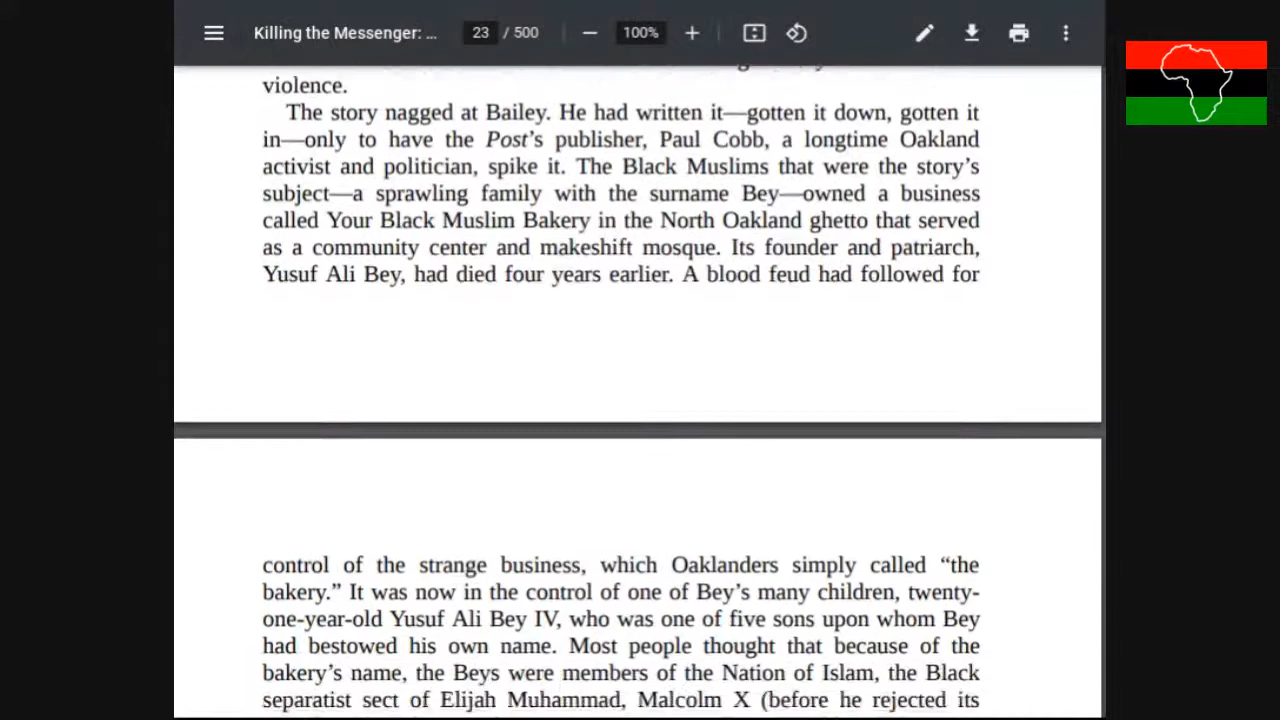 Killing the Messenger: ...
23 / 500
100%
violence.
The story nagged at Bailey. He had written it—gotten it down, gotten it
in—only to have the Post's publisher, Paul Cobb, a longtime Oakland
activist and politician, spike it. The Black Muslims that were the story's
subject—a sprawling family with the surname Bey—owned a business
called Your Black Muslim Bakery in the North Oakland ghetto that served
as a community center and makeshift mosque. Its founder and patriarch,
Yusuf Ali Bey, had died four years earlier. A blood feud had followed for
control of the strange business, which Oaklanders simply called “the
bakery.” It was now in the control of one of Bey's many children, twenty-
one-year-old Yusuf Ali Bey IV, who was one of five sons upon whom Bey
had bestowed his own name. Most people thought that because of the
bakery's name, the Beys were members of the Nation of Islam, the Black
separatist sect of Elijah Muhammad, Malcolm X (before he rejected its